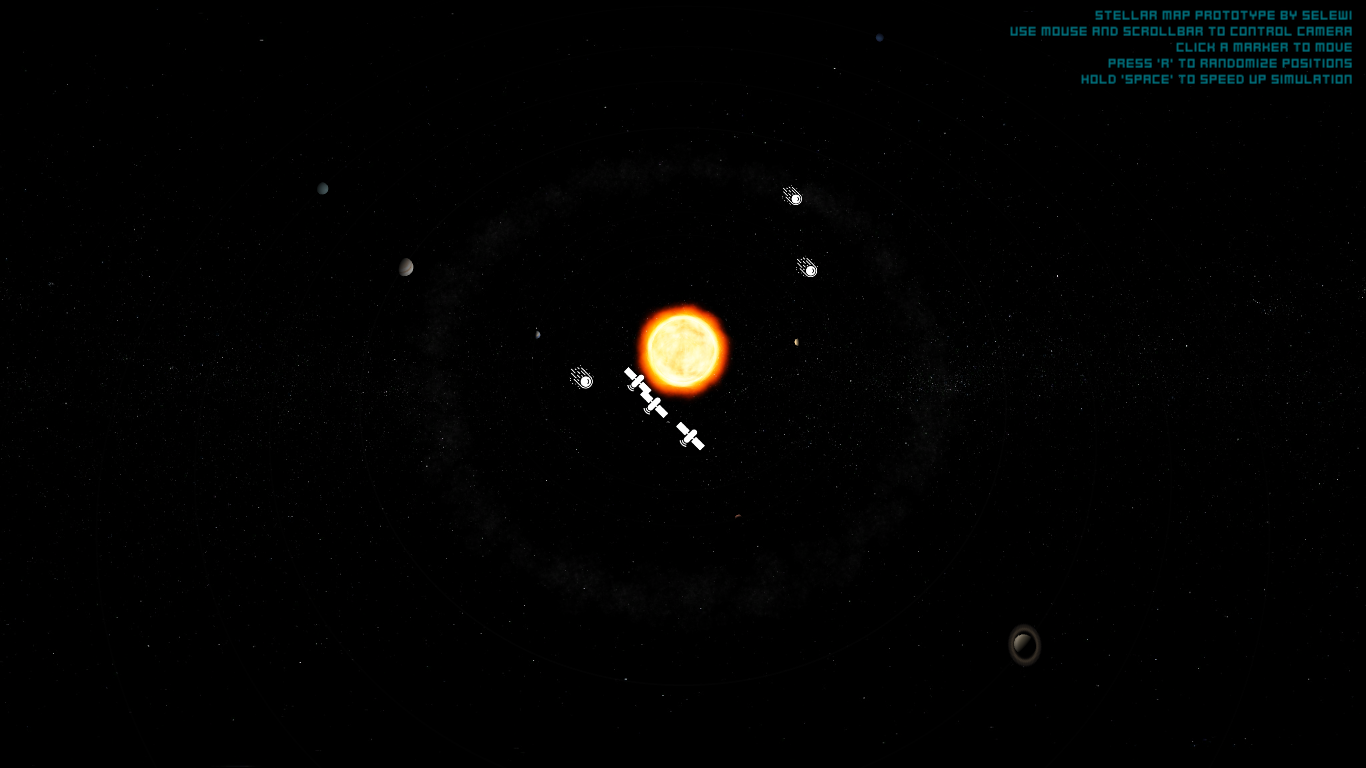 STELLAR MAP PROTOTYPE BY SELEWI
USE MOUSE AND SCROLLBAR TO CONTROL CAMERA
CLICK A MARKER TO MOVE
PRESS 'R' TO RANDOMIZE POSITIONS
HOLD 'SPACE' TO SPEED UP SIMULATION